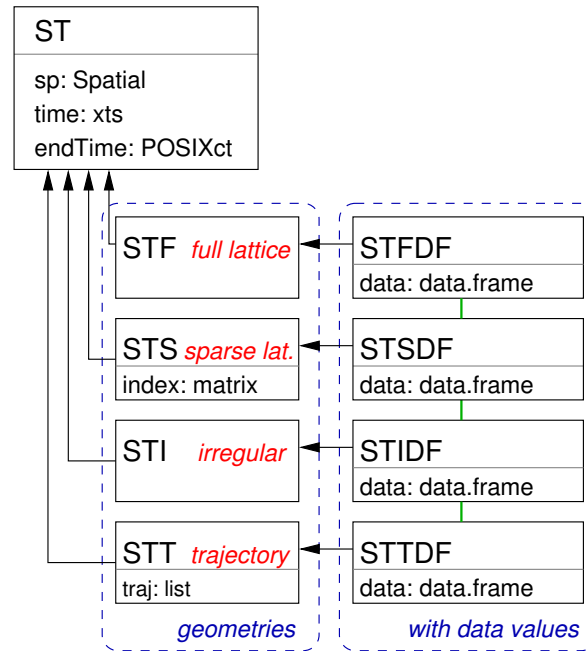 ST
sp: Spatial
time: xts
endTime: POSIXct
STF full lattice
STFDF
data: data.frame
STS sparse lat.
index: matrix
STSDF
data: data.frame
STI irregular
STIDF
data: data.frame
STT trajectory
traj: list
STTDF
data: data.frame
geometries
with data values